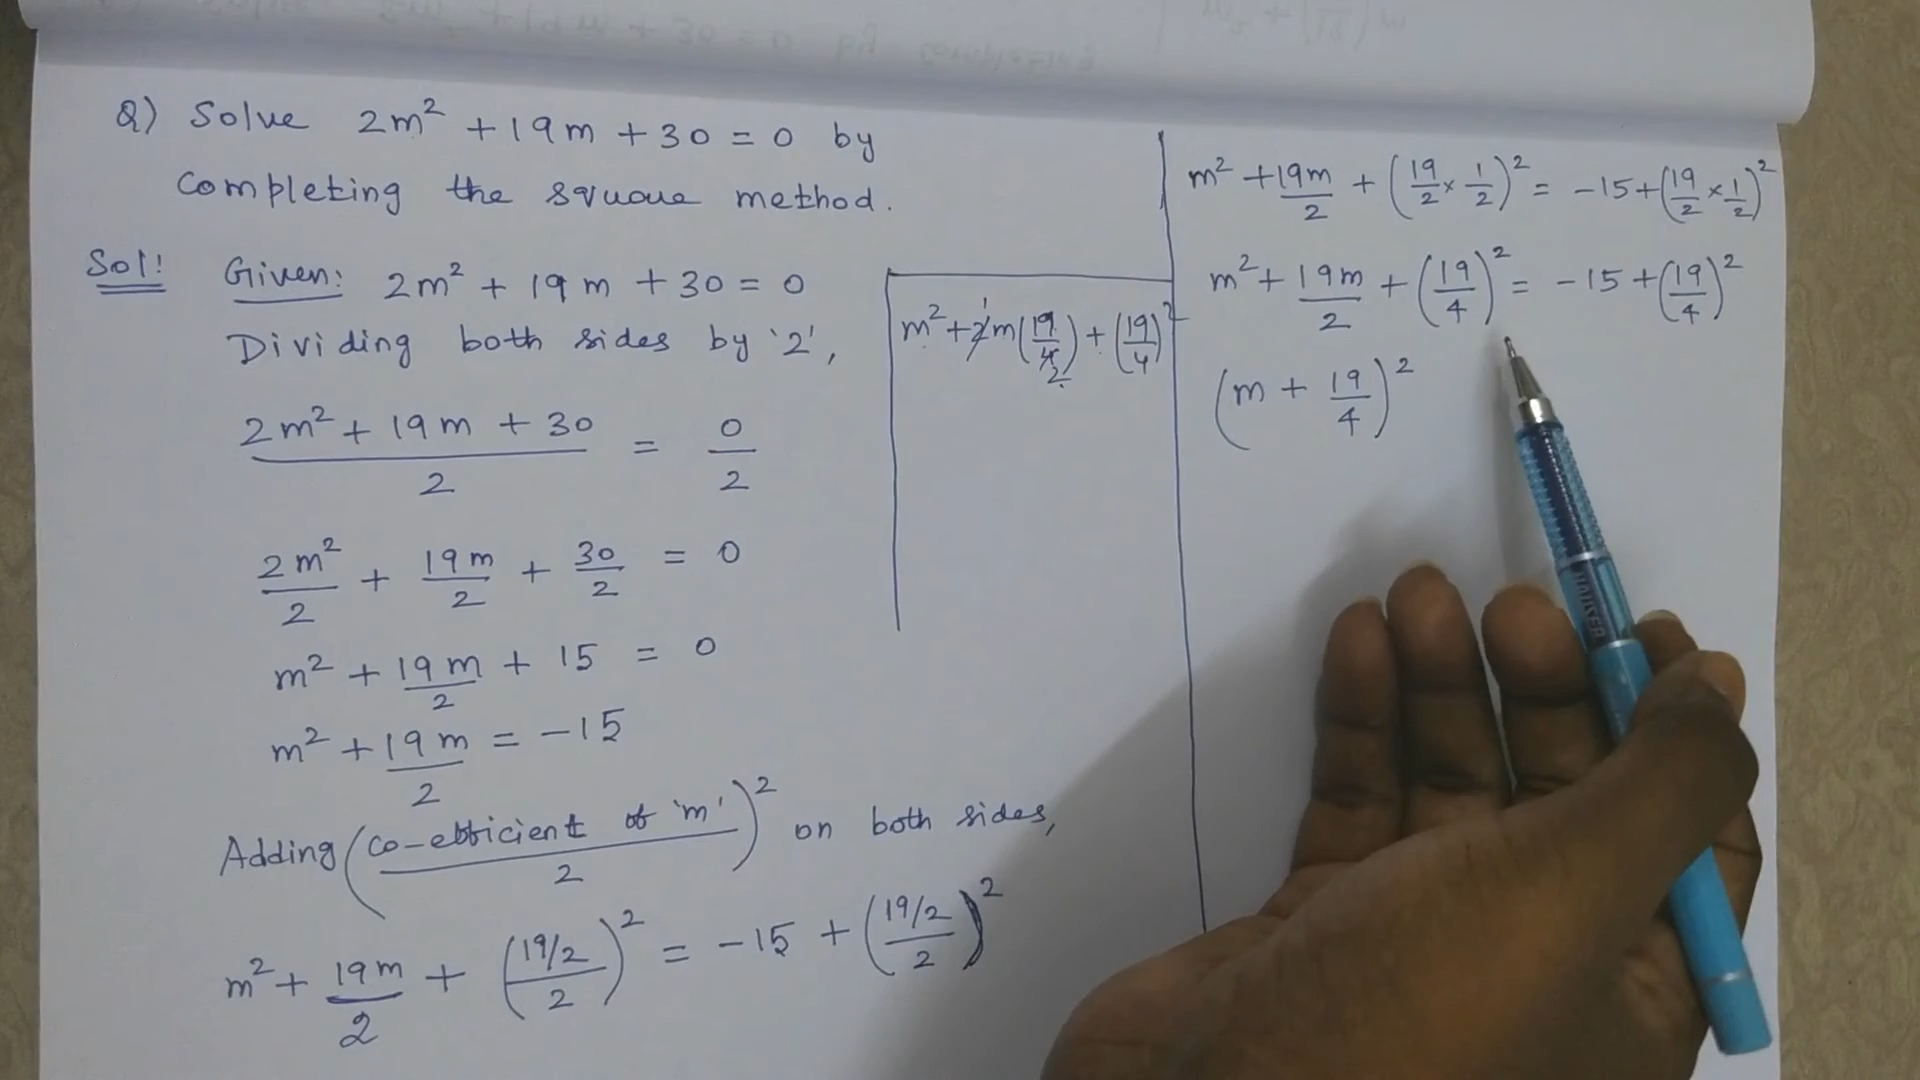 Q) Solve 2m² + 19m + 30 = 0 by
completing the square method.
Sol: Given: 2m² + 19m + 30 = 0
Dividing both sides by '2',
(2m² + 19m + 30)/2 = 0/2
2m²/2 + 19m/2 + 30/2 = 0
m² + 19m/2 + 15 = 0
m² + 19m/2 = -15
Adding (co-efficient of 'm'/2)² on both sides,
m² + 19m/2 + ((19/2)/2)² = -15 + ((19/2)/2)²
m² + 2m(19/4) + (19/4)²
1
2
m² + 19m/2 + (19/2 × 1/2)² = -15 + (19/2 × 1/2)²
m² + 19m/2 + (19/4)² = -15 + (19/4)²
(m + 19/4)²
HAUSER